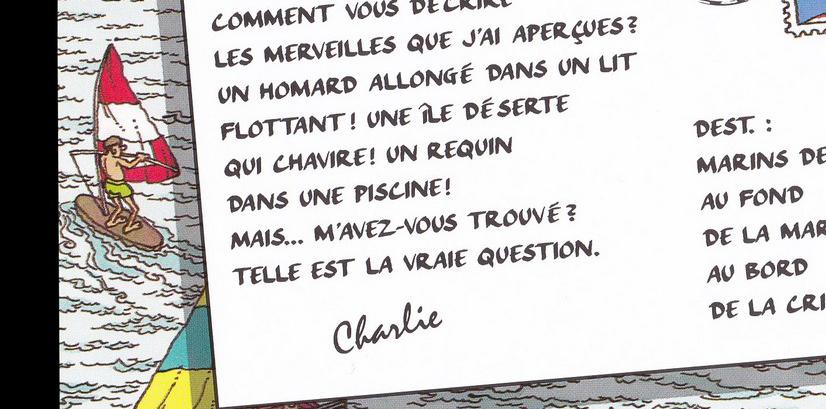 COMMENT VOUS DÉCRIRE
LES MERVEILLES QUE J'AI APERÇUES?
UN HOMARD ALLONGÉ DANS UN LIT
FLOTTANT! UNE ÎLE DÉSERTE
QUI CHAVIRE! UN REQUIN
DANS UNE PISCINE!
MAIS... M'AVEZ-VOUS TROUVÉ?
TELLE EST LA VRAIE QUESTION.
Charlie
DEST. :
MARINS DE
AU FOND
DE LA MAR
AU BORD
DE LA CRI